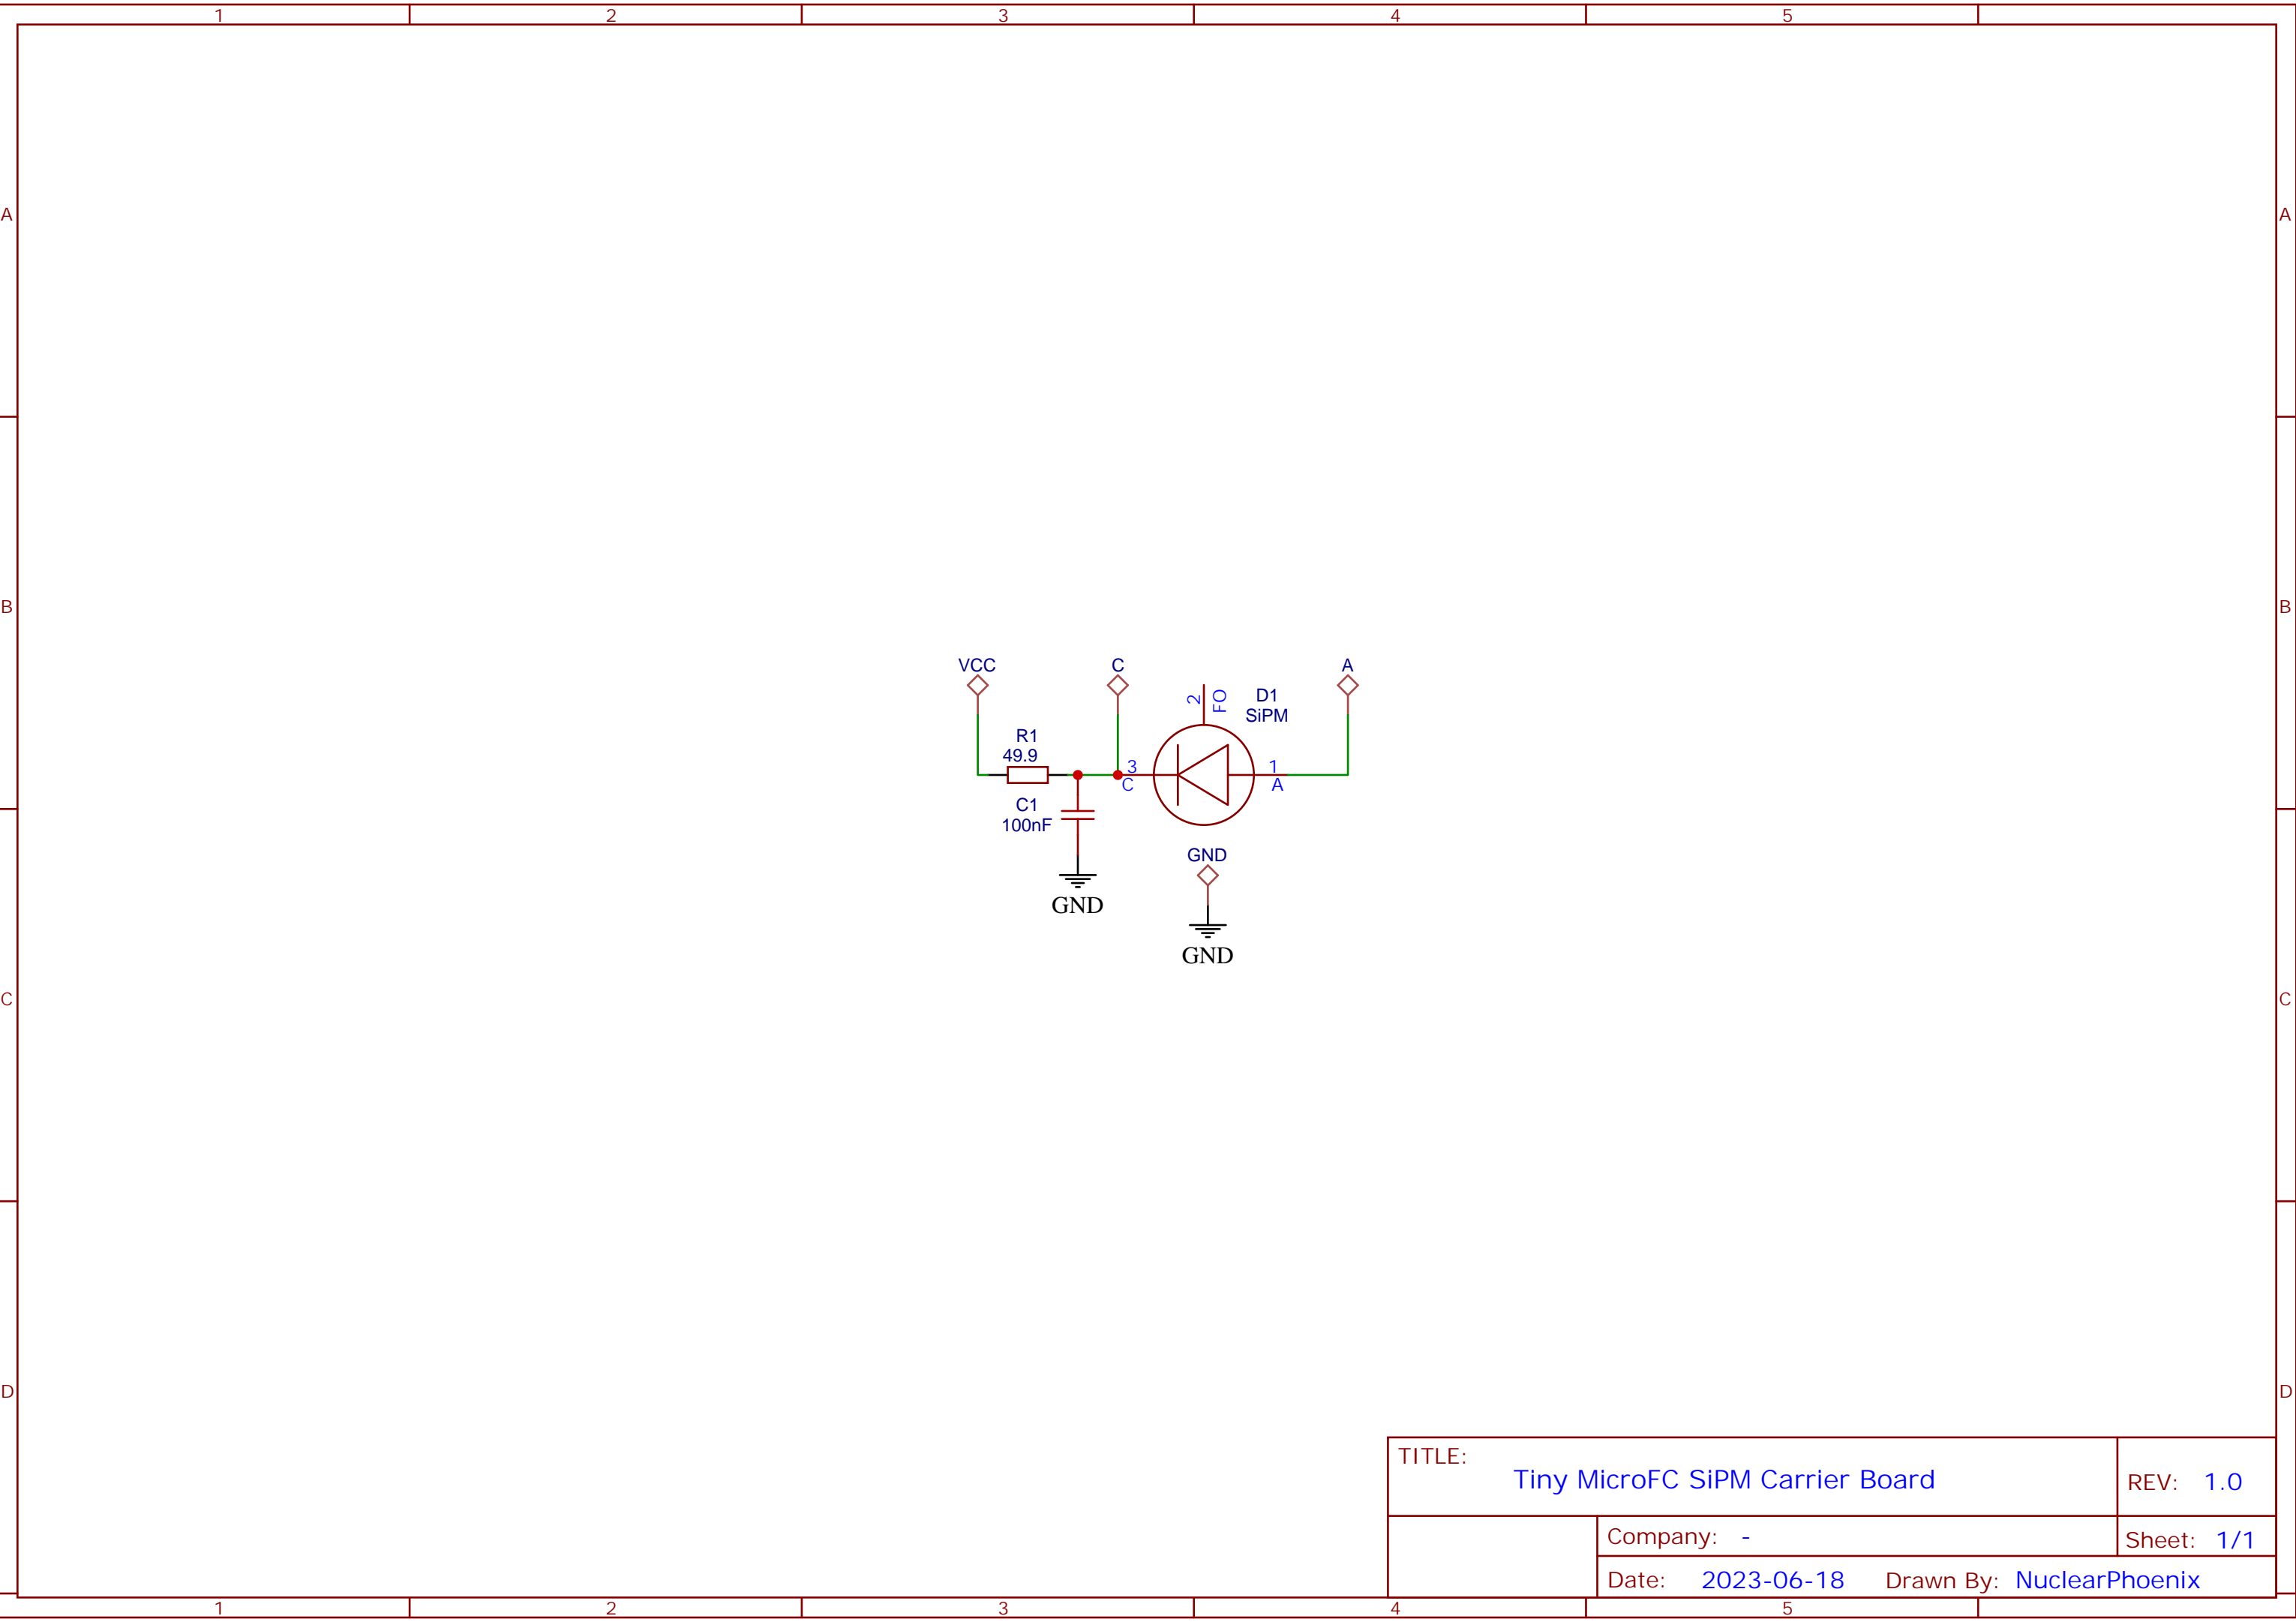 1 2 3 4 5
A A
B B
VCC C A
2 FO D1
SiPM
R1
49.9
3 1
C A
C1
100nF
GND
GND
GND
C C
D D
TITLE:
Tiny MicroFC SiPM Carrier Board
REV: 1.0
Company: -
Sheet: 1/1
Date: 2023-06-18 Drawn By: NuclearPhoenix
1 2 3 4 5